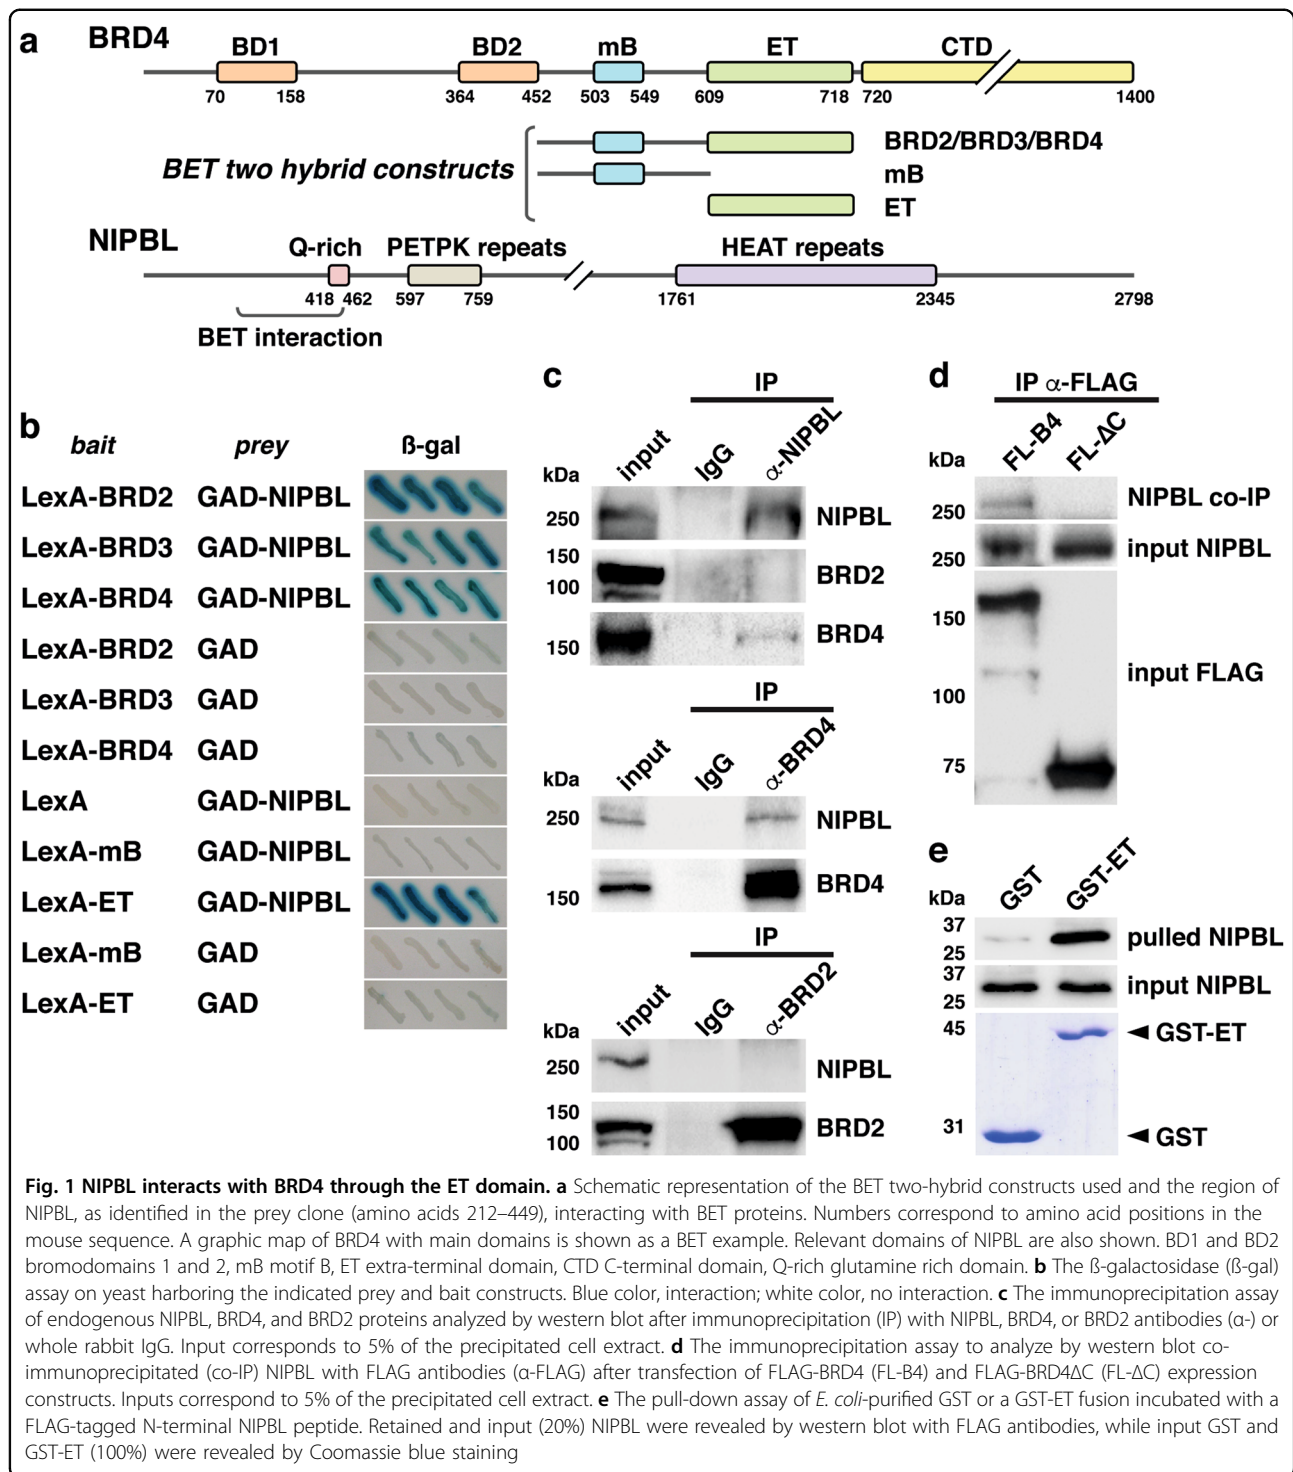 a
BRD4
BD1 BD2 mB ET CTD
70 158 364 452 503 549 609 718 720 1400
BET two hybrid constructs
BRD2/BRD3/BRD4
mB
ET
NIPBL
Q-rich PETPK repeats HEAT repeats
418 462 597 759 1761 2345 2798
BET interaction
b
bait prey ß-gal
LexA-BRD2 GAD-NIPBL
LexA-BRD3 GAD-NIPBL
LexA-BRD4 GAD-NIPBL
LexA-BRD2 GAD
LexA-BRD3 GAD
LexA-BRD4 GAD
LexA GAD-NIPBL
LexA-mB GAD-NIPBL
LexA-ET GAD-NIPBL
LexA-mB GAD
LexA-ET GAD
c
IP
input IgG α-NIPBL
kDa
250 NIPBL
150
100 BRD2
150 BRD4
IP
input IgG α-BRD4
kDa
250 NIPBL
150 BRD4
IP
input IgG α-BRD2
kDa
250 NIPBL
150
100 BRD2
d
IP α-FLAG
FL-B4 FL-ΔC
kDa
250 NIPBL co-IP
250 input NIPBL
150
input FLAG
100
75
e
GST GST-ET
kDa
37
25 pulled NIPBL
37
25 input NIPBL
45 GST-ET
31 GST
Fig. 1 NIPBL interacts with BRD4 through the ET domain. a Schematic representation of the BET two-hybrid constructs used and the region of
NIPBL, as identified in the prey clone (amino acids 212–449), interacting with BET proteins. Numbers correspond to amino acid positions in the
mouse sequence. A graphic map of BRD4 with main domains is shown as a BET example. Relevant domains of NIPBL are also shown. BD1 and BD2
bromodomains 1 and 2, mB motif B, ET extra-terminal domain, CTD C-terminal domain, Q-rich glutamine rich domain. b The ß-galactosidase (ß-gal)
assay on yeast harboring the indicated prey and bait constructs. Blue color, interaction; white color, no interaction. c The immunoprecipitation assay
of endogenous NIPBL, BRD4, and BRD2 proteins analyzed by western blot after immunoprecipitation (IP) with NIPBL, BRD4, or BRD2 antibodies (α-) or
whole rabbit IgG. Input corresponds to 5% of the precipitated cell extract. d The immunoprecipitation assay to analyze by western blot co-
immunoprecipitated (co-IP) NIPBL with FLAG antibodies (α-FLAG) after transfection of FLAG-BRD4 (FL-B4) and FLAG-BRD4ΔC (FL-ΔC) expression
constructs. Inputs correspond to 5% of the precipitated cell extract. e The pull-down assay of E. coli-purified GST or a GST-ET fusion incubated with a
FLAG-tagged N-terminal NIPBL peptide. Retained and input (20%) NIPBL were revealed by western blot with FLAG antibodies, while input GST and
GST-ET (100%) were revealed by Coomassie blue staining